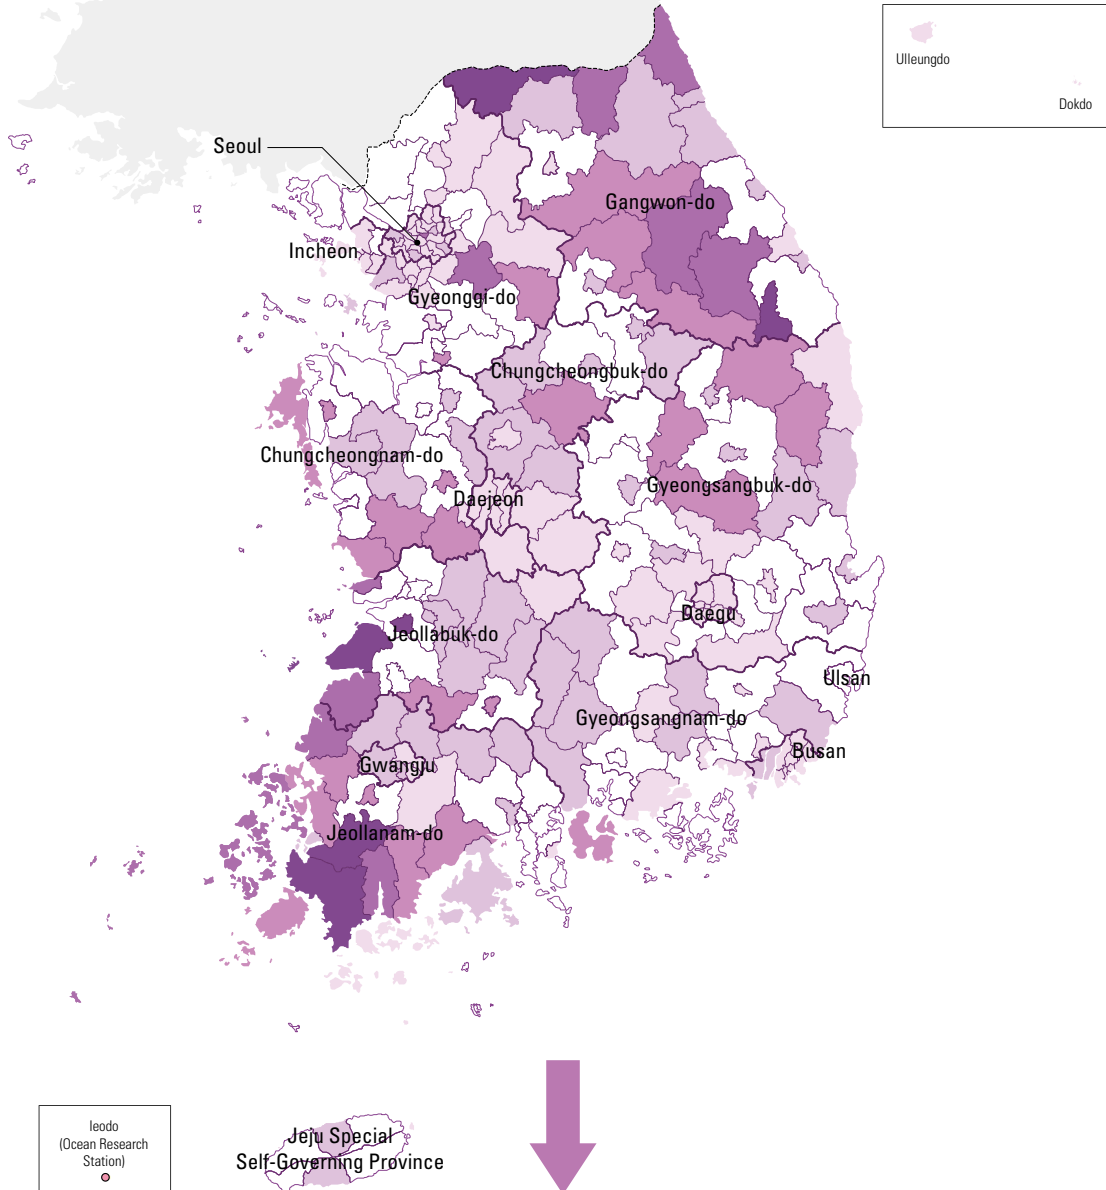 Ulleungdo
Dokdo
Seoul
Gangwon-do
Incheon
Gyeonggi-do
Chungcheongbuk-do
Chungcheongnam-do
Gyeongsangbuk-do
Daejeon
Daegu
Jeollabuk-do
Ulsan
Gyeongsangnam-do
Busan
Gwangju
Jeollanam-do
Ieodo
(Ocean Research
Station)
Jeju Special
Self-Governing Province